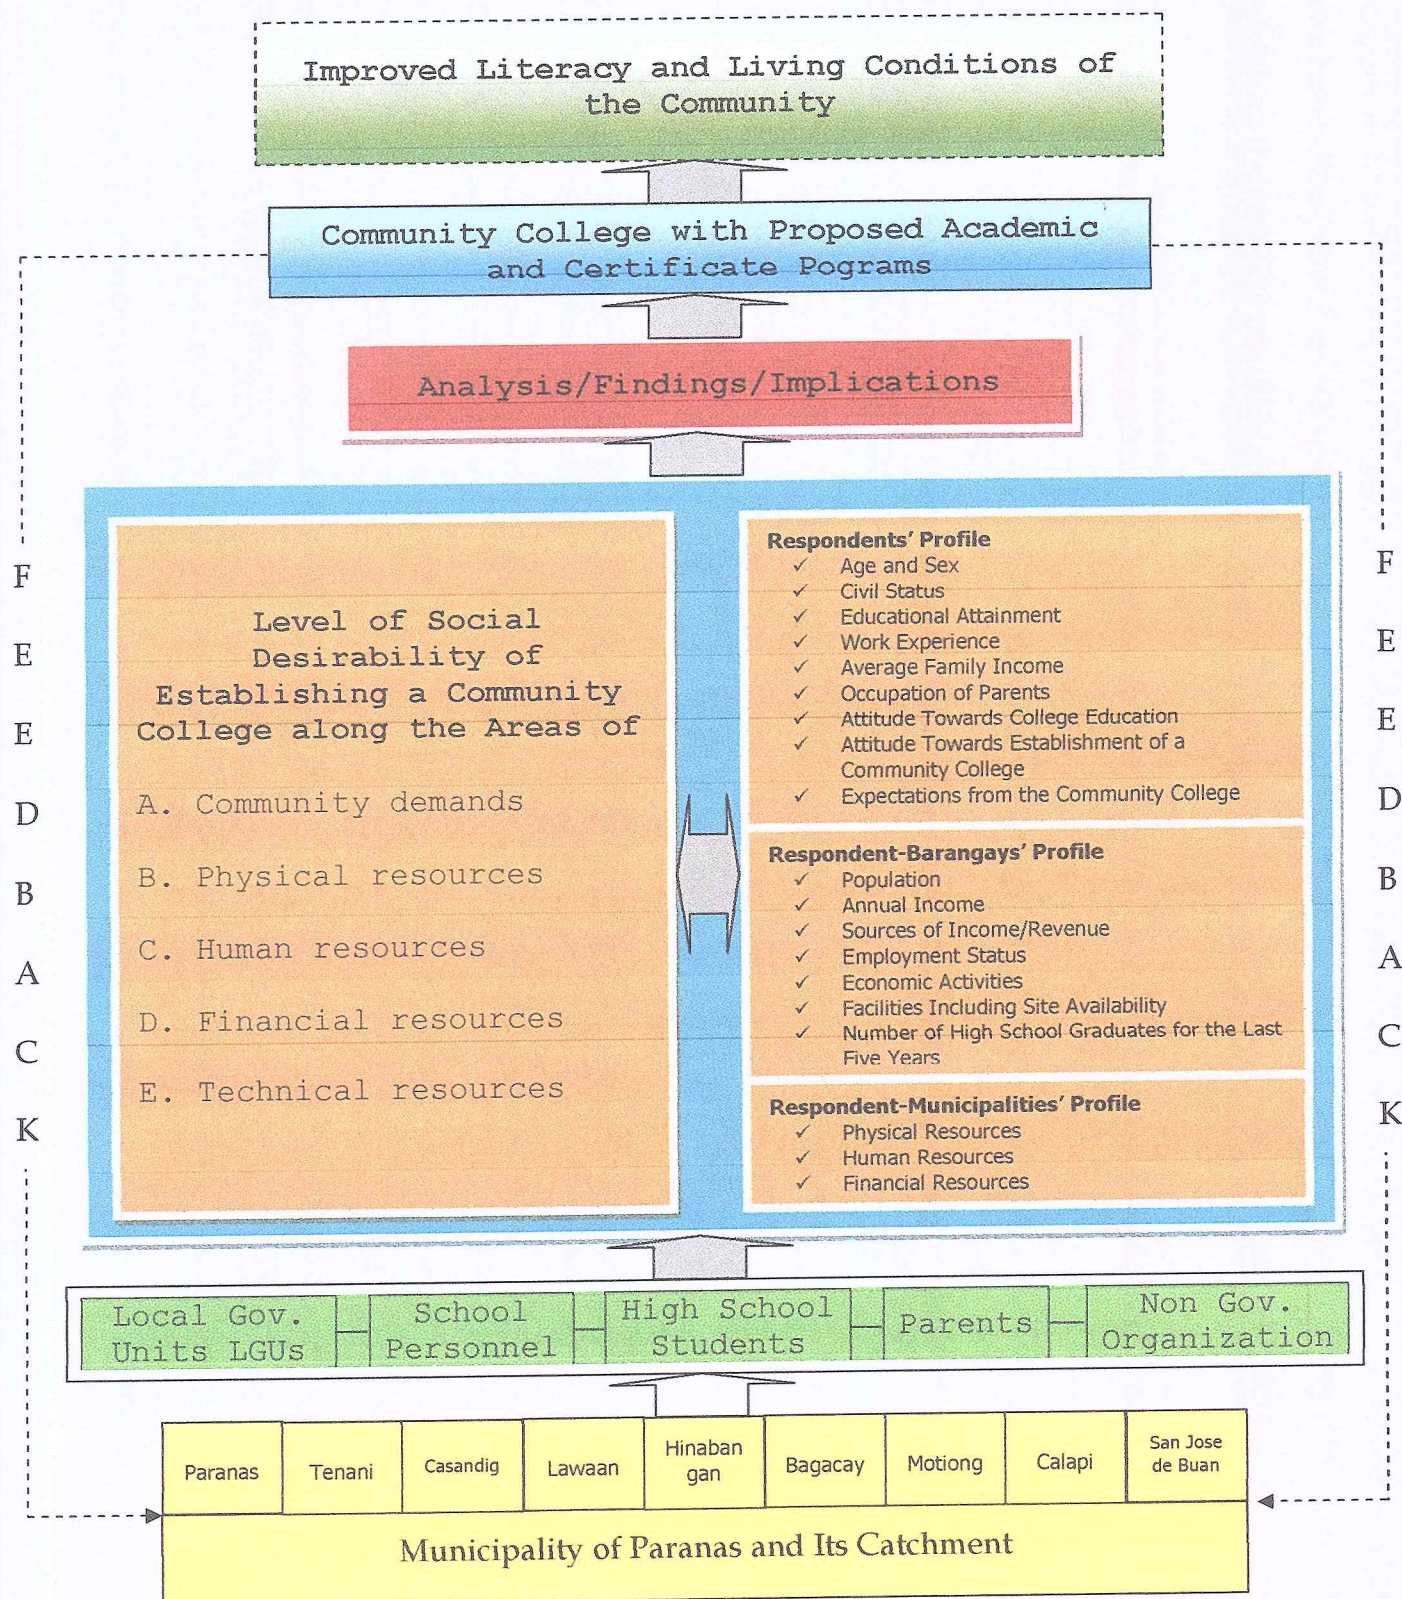 Improved Literacy and Living Conditions of
the Community
Community College with Proposed Academic
and Certificate Pograms
Analysis/Findings/Implications
Level of Social
Desirability of
Establishing a Community
College along the Areas of
A. Community demands
B. Physical resources
C. Human resources
D. Financial resources
E. Technical resources
Respondents' Profile
✓ Age and Sex
✓ Civil Status
✓ Educational Attainment
✓ Work Experience
✓ Average Family Income
✓ Occupation of Parents
✓ Attitude Towards College Education
✓ Attitude Towards Establishment of a
Community College
✓ Expectations from the Community College
Respondent-Barangays' Profile
✓ Population
✓ Annual Income
✓ Sources of Income/Revenue
✓ Employment Status
✓ Economic Activities
✓ Facilities Including Site Availability
✓ Number of High School Graduates for the Last
Five Years
Respondent-Municipalities' Profile
✓ Physical Resources
✓ Human Resources
✓ Financial Resources
F
E
E
D
B
A
C
K
F
E
E
D
B
A
C
K
Local Gov.
Units LGUs
School
Personnel
High School
Students
Parents
Non Gov.
Organization
Paranas
Tenani
Casandig
Lawaan
Hinaban
gan
Bagacay
Motiong
Calapi
San Jose
de Buan
Municipality of Paranas and Its Catchment